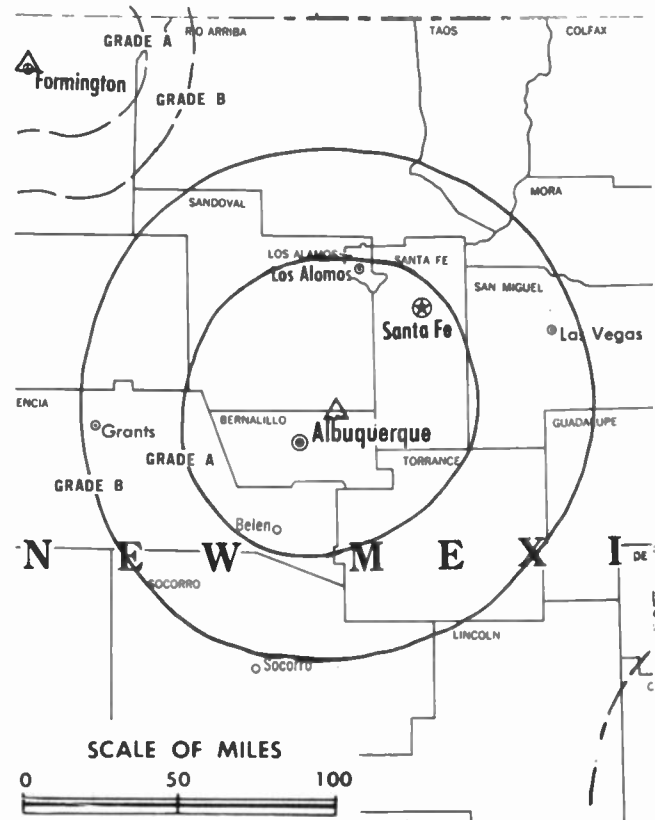 GRADE A
RIO ARRIBA
TAOS
COLFAX
Formington
GRADE B
MORA
SANDOVAL
LOS ALAMOS
SANTA FE
Los Alamos
SAN MIGUEL
Santa Fe
Las Vegas
ENCIA
BERNALILLO
GUADALUPE
Grants
Albuquerque
GRADE A
TORRANCE
GRADE B
Belen
N E W M E X I
DE
SOCORRO
LINCOLN
Socorro
C
SCALE OF MILES
0 50 100